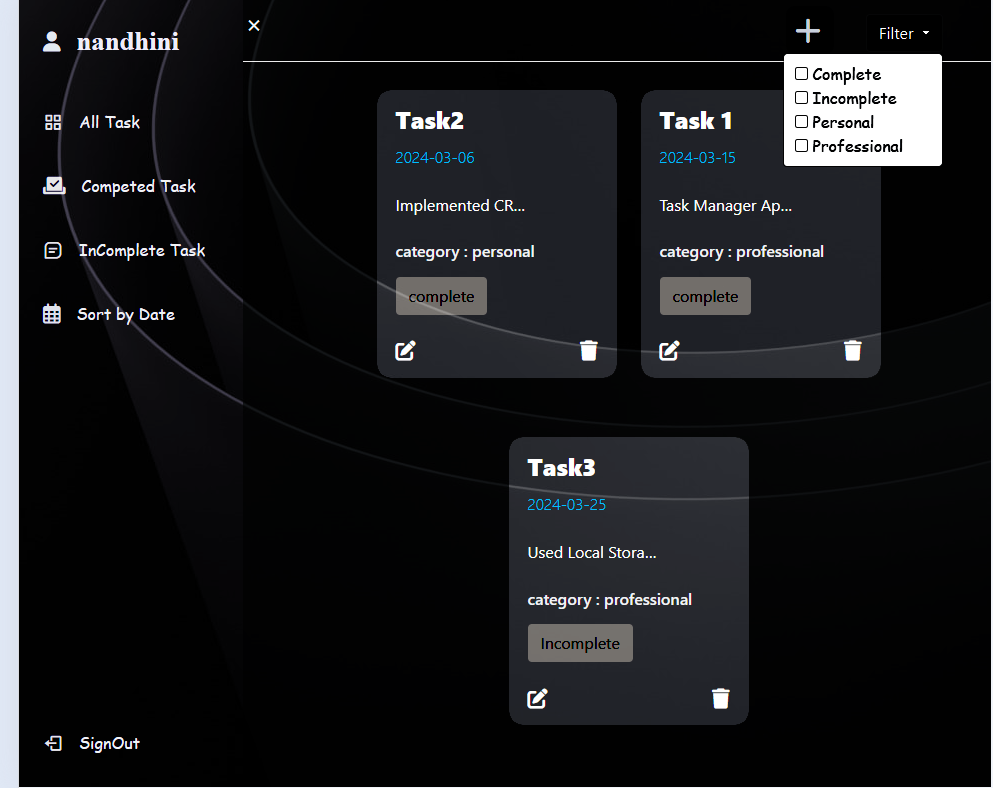 nandhini
All Task
Competed Task
InComplete Task
Sort by Date
SignOut
Filter
Complete
Incomplete
Personal
Professional
Task2
2024-03-06
Implemented CR...
category : personal
complete
Task 1
2024-03-15
Task Manager Ap...
category : professional
complete
Task3
2024-03-25
Used Local Stora...
category : professional
Incomplete